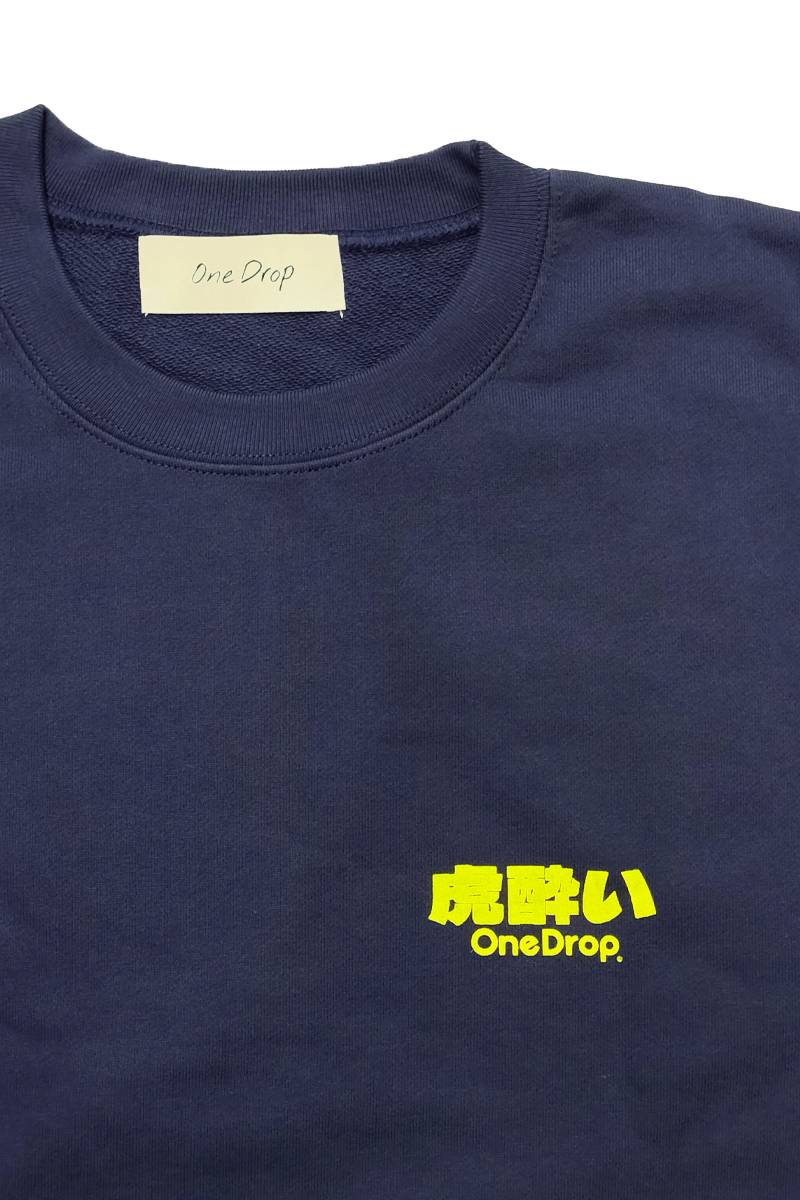 One Drop
虎酔い
OneDrop.